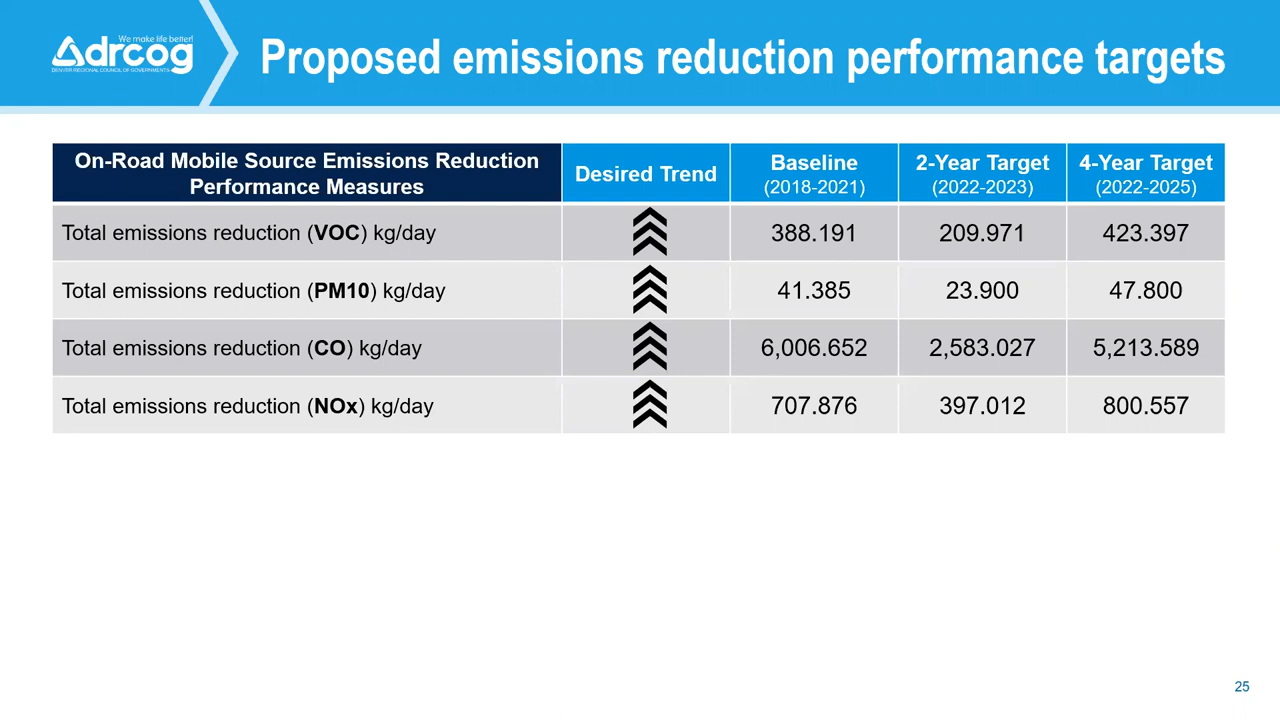 We make life better!
drcog
DENVER REGIONAL COUNCIL OF GOVERNMENTS
Proposed emissions reduction performance targets
On-Road Mobile Source Emissions Reduction
Performance Measures
Desired Trend
Baseline
(2018-2021)
2-Year Target
(2022-2023)
4-Year Target
(2022-2025)
Total emissions reduction (VOC) kg/day 388.191 209.971 423.397
Total emissions reduction (PM10) kg/day 41.385 23.900 47.800
Total emissions reduction (CO) kg/day 6,006.652 2,583.027 5,213.589
Total emissions reduction (NOx) kg/day 707.876 397.012 800.557
25